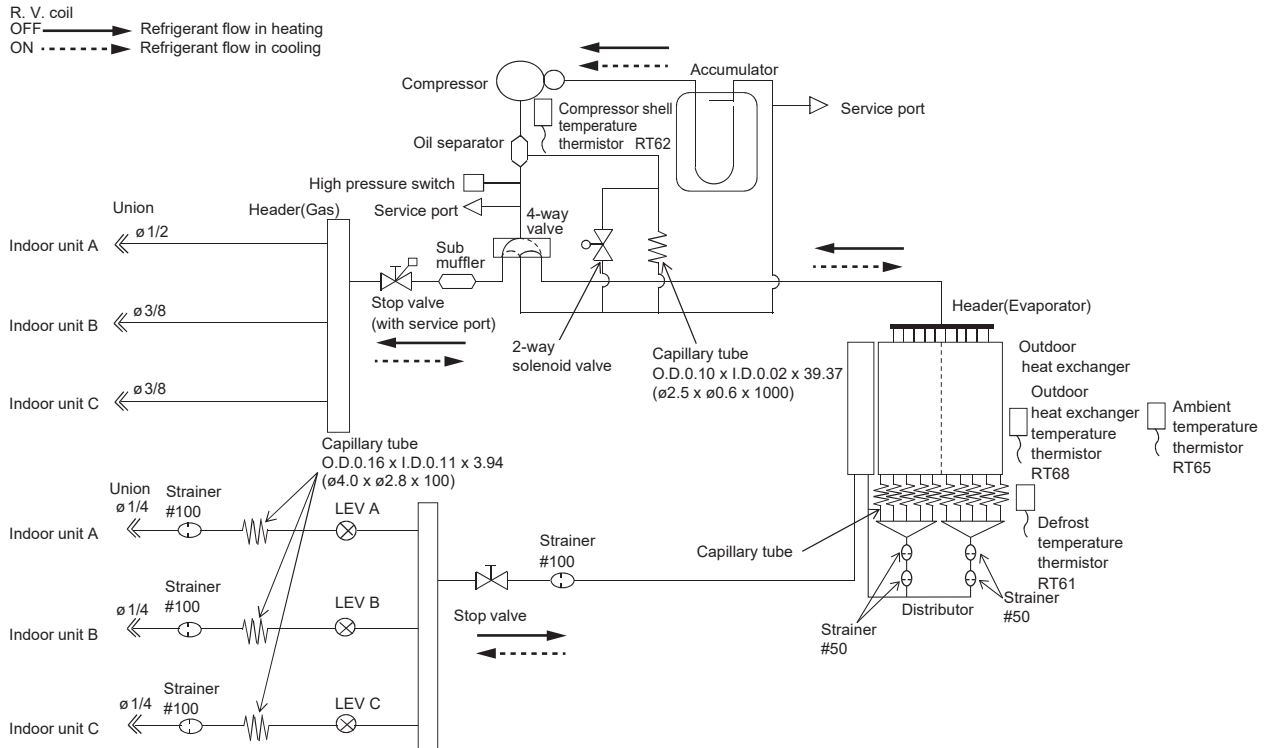 R. V. coil
OFF Refrigerant flow in heating
ON Refrigerant flow in cooling
Compressor
Accumulator
Service port
Compressor shell
temperature
thermistor RT62
Oil separator
High pressure switch
Service port
4-way
valve
Union
Header(Gas)
Sub
muffler
Indoor unit A
ø1/2
Stop valve
(with service port)
Indoor unit B
ø3/8
2-way
solenoid valve
Capillary tube
O.D.0.10 x I.D.0.02 x 39.37
(ø2.5 x ø0.6 x 1000)
Header(Evaporator)
Outdoor
heat exchanger
Outdoor
heat exchanger
temperature
thermistor
RT68
Ambient
temperature
thermistor
RT65
Indoor unit C
ø3/8
Capillary tube
O.D.0.16 x I.D.0.11 x 3.94
(ø4.0 x ø2.8 x 100)
Union
ø1/4
Strainer
#100
LEV A
Indoor unit A
Strainer
#100
Capillary tube
Defrost
temperature
thermistor
RT61
ø1/4
Strainer
#100
LEV B
Indoor unit B
Stop valve
Distributor
Strainer
#50
Strainer
#50
ø1/4
Strainer
#100
LEV C
Indoor unit C